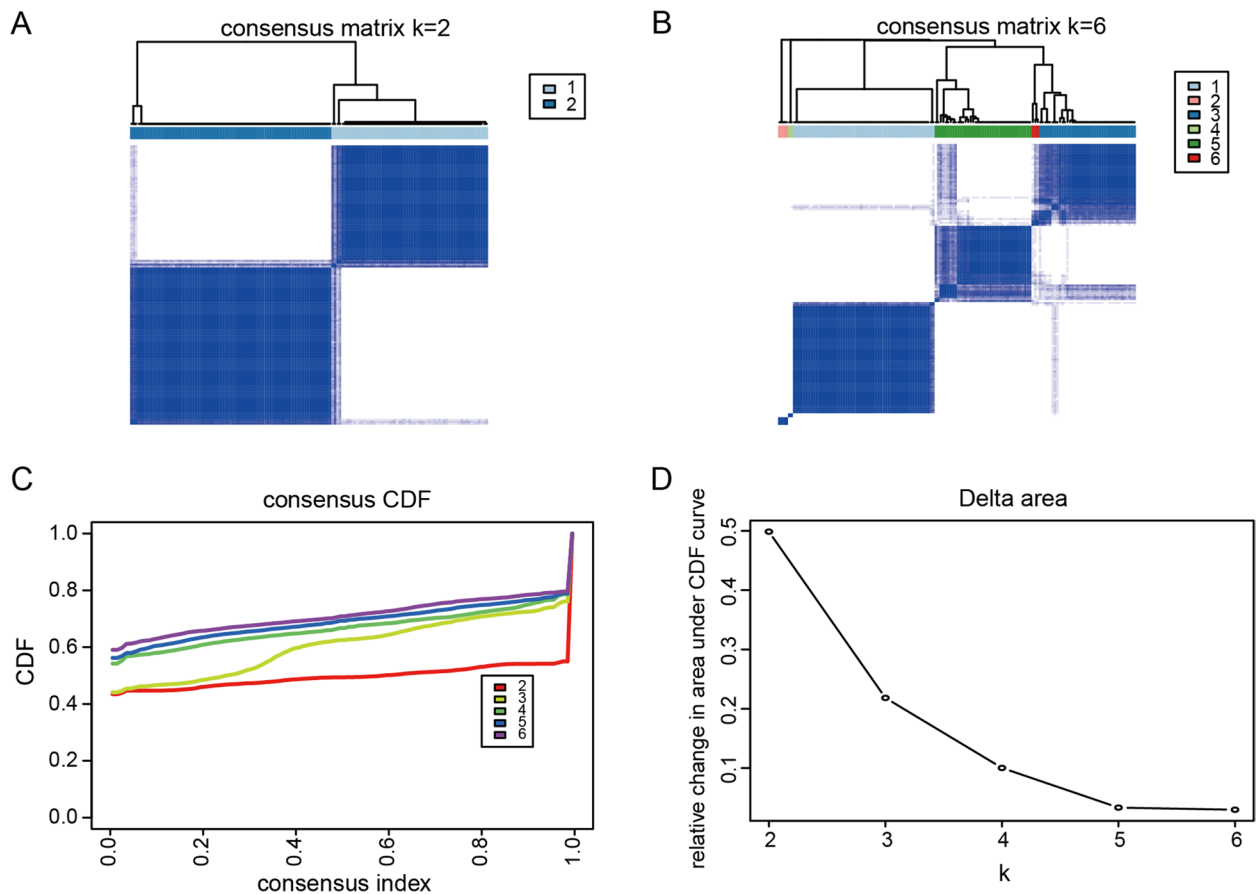 A
consensus matrix k=2
1
2
B
consensus matrix k=6
1
2
3
4
5
6
C
consensus CDF
CDF
1.0
0.8
0.6
0.4
0.2
0.0
2
3
4
5
6
0.0
0.2
0.4
0.6
0.8
1.0
consensus index
D
Delta area
relative change in area under CDF curve
0.5
0.4
0.3
0.2
0.1
2
3
4
5
6
k